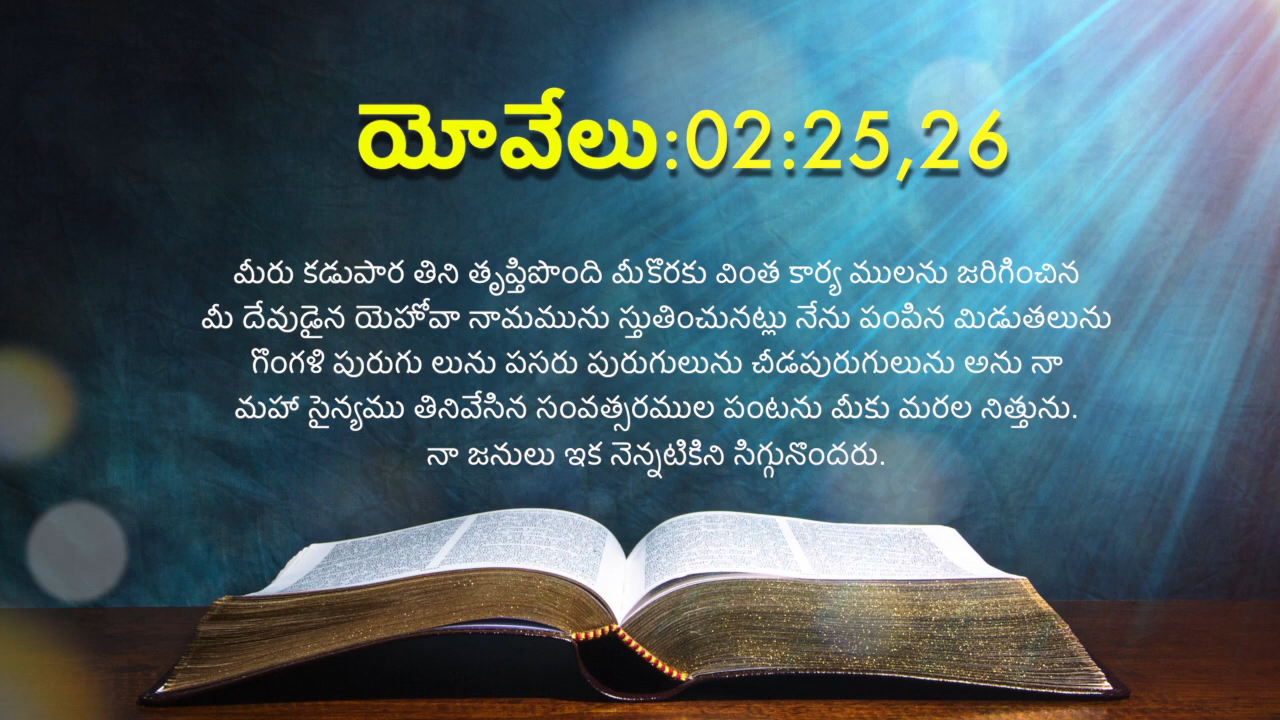 యోవేలు:02:25,26
మీరు కడుపార తిని తృప్తిపొంది మీకొరకు వింత కార్య ములను జరిగించిన
మీ దేవుడైన యెహోవా నామమును స్తుతించునట్లు నేను పంపిన మిడుతలును
గొంగళి పురుగు లును పసరు పురుగులును చీడపురుగులును అను నా
మహా సైన్యము తినివేసిన సంవత్సరముల పంటను మీకు మరల నిత్తును.
నా జనులు ఇక నెన్నటికిని సిగ్గునొందరు.